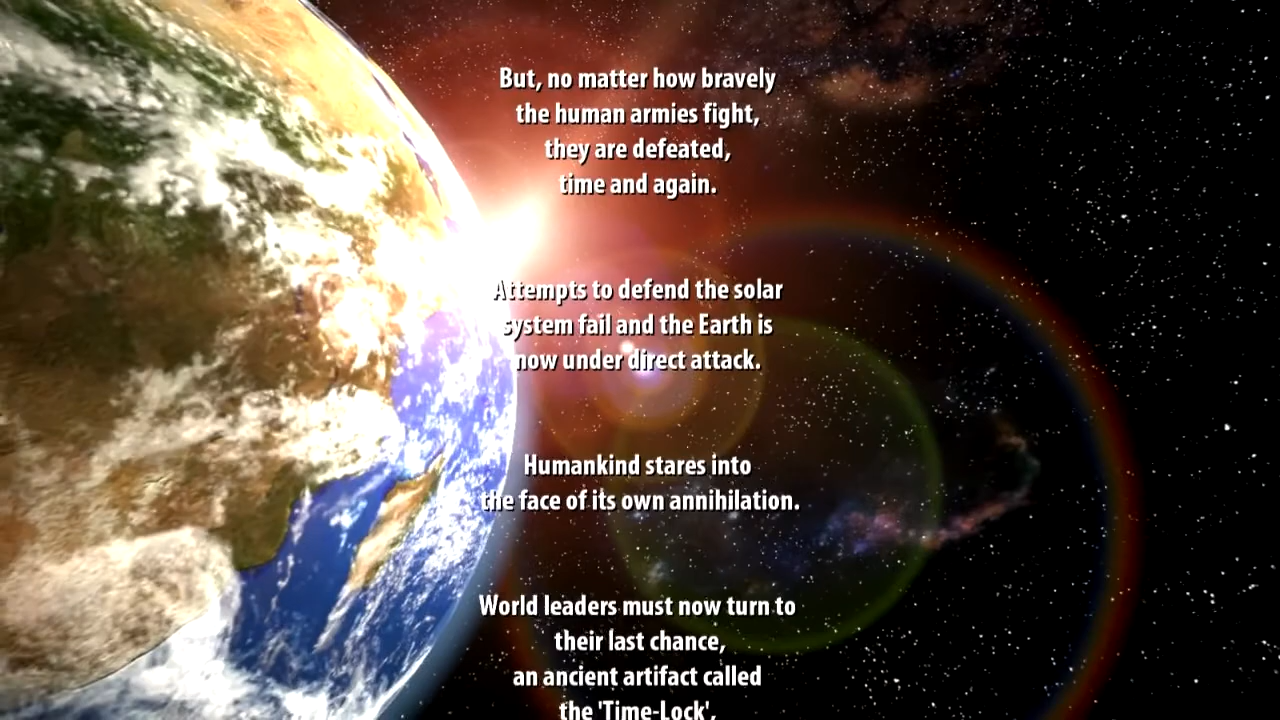 But, no matter how bravely
the human armies fight,
they are defeated,
time and again.
Attempts to defend the solar
system fail and the Earth is
now under direct attack.
Humankind stares into
the face of its own annihilation.
World leaders must now turn to
their last chance,
an ancient artifact called
the 'Time-Lock',